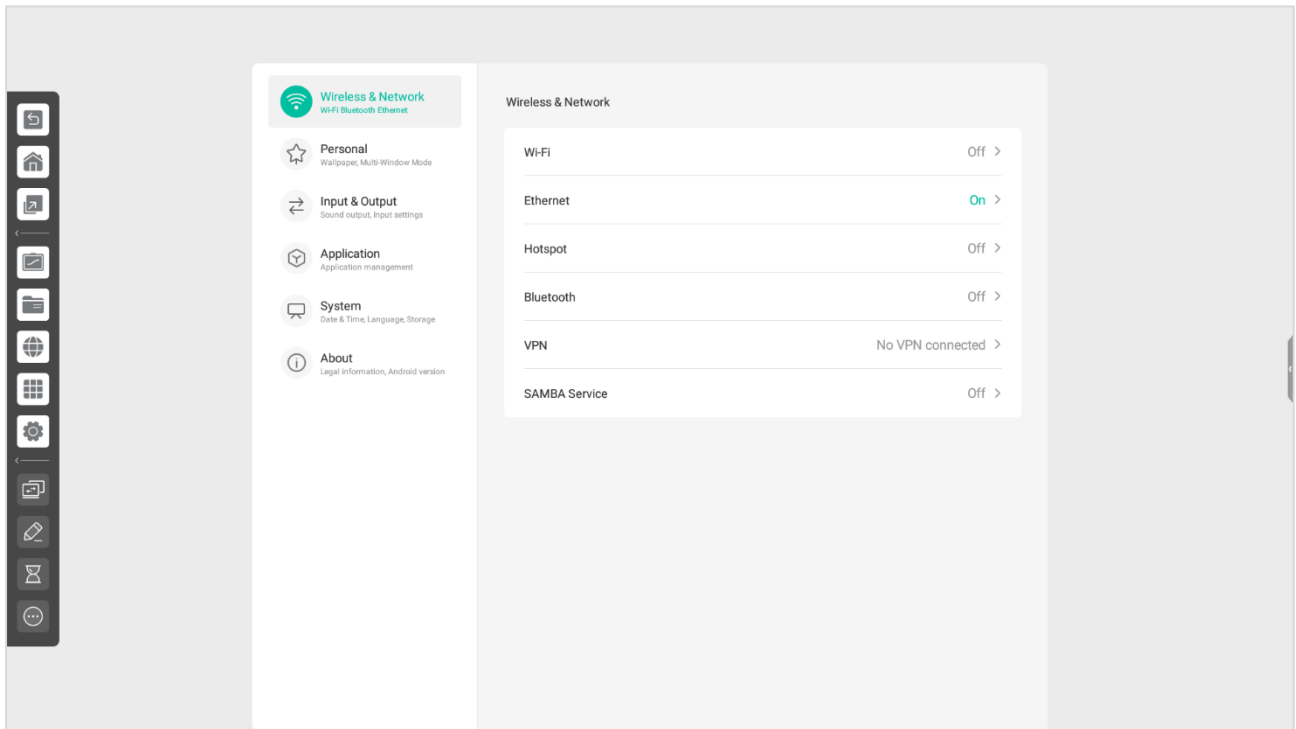 Wireless & Network
Wi-Fi Bluetooth Ethernet
Personal
Wallpaper, Multi-Window Mode
Input & Output
Sound output, Input settings
Application
Application management
System
Date & Time, Language, Storage
About
Legal information, Android version
Wireless & Network
Wi-Fi Off
Ethernet On
Hotspot Off
Bluetooth Off
VPN No VPN connected
SAMBA Service Off